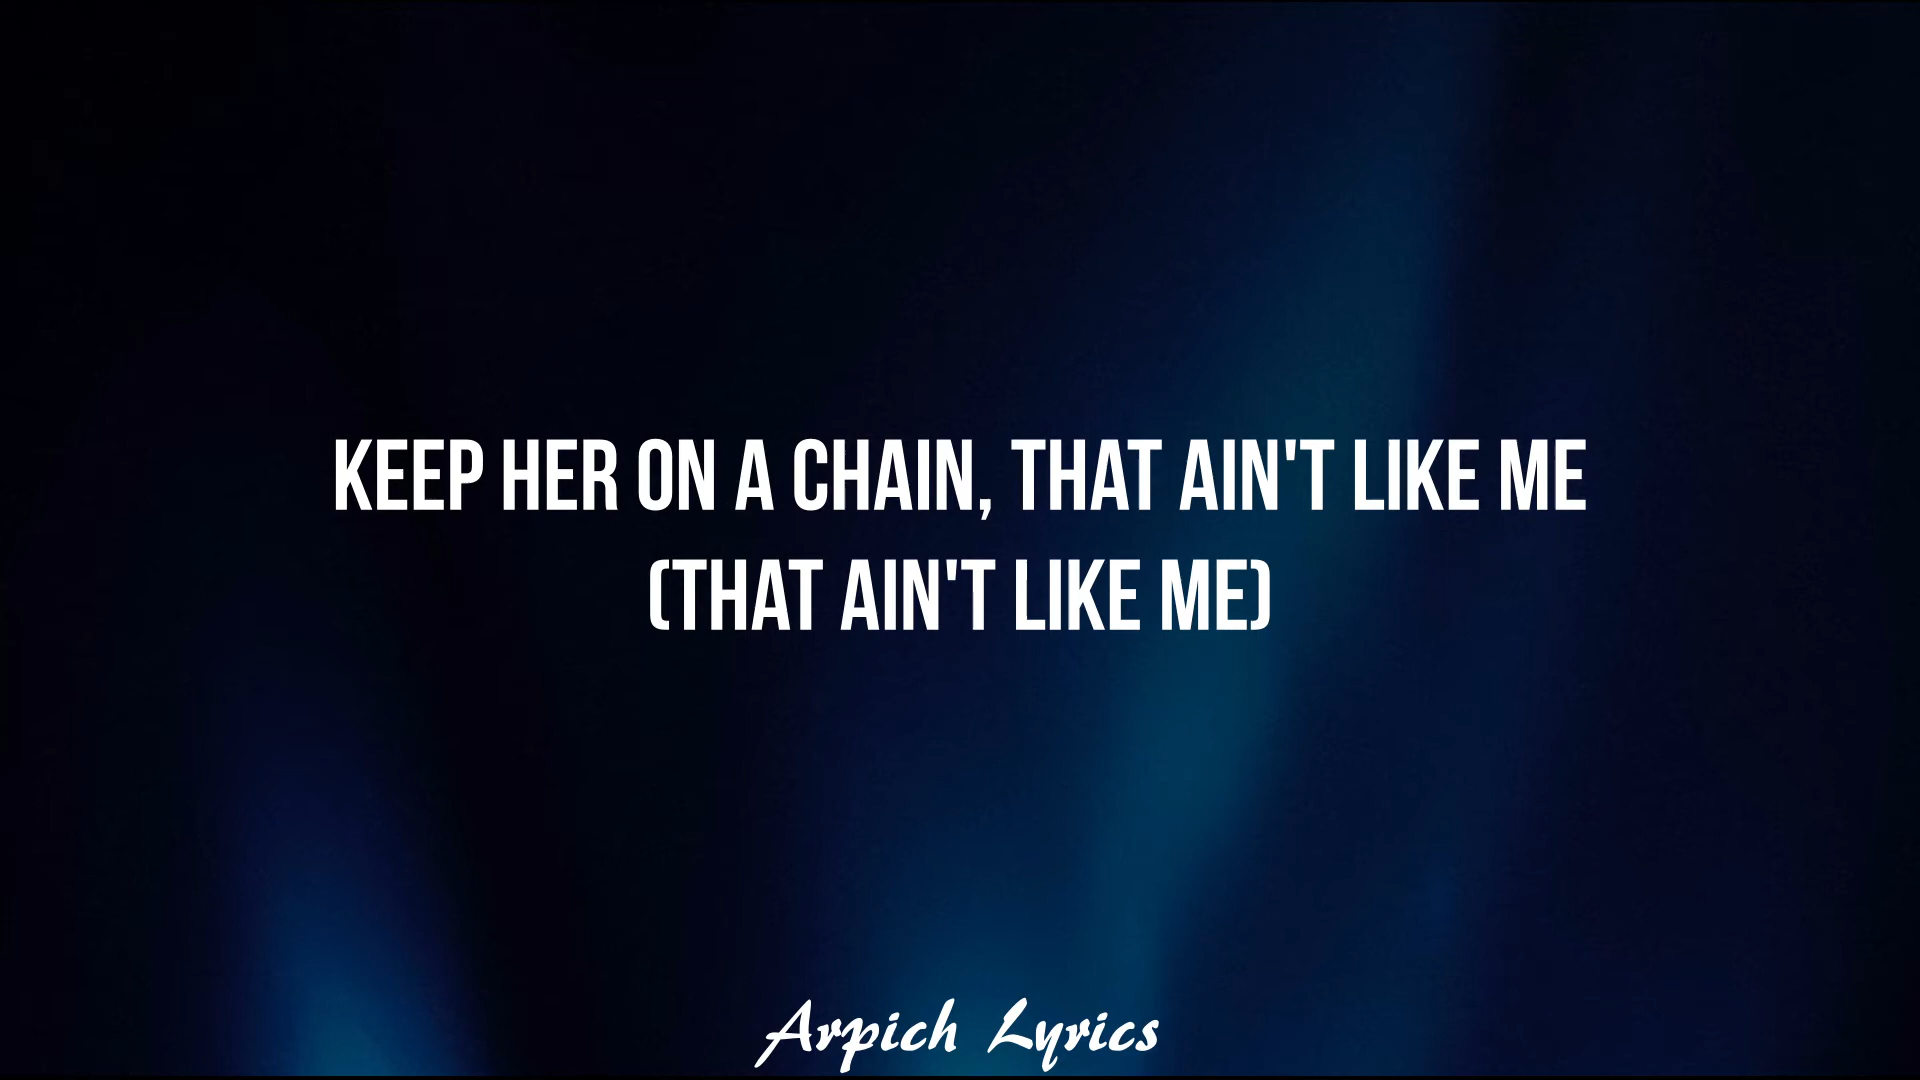 KEEP HER ON A CHAIN, THAT AIN'T LIKE ME
(THAT AIN'T LIKE ME)
Arpich Lyrics